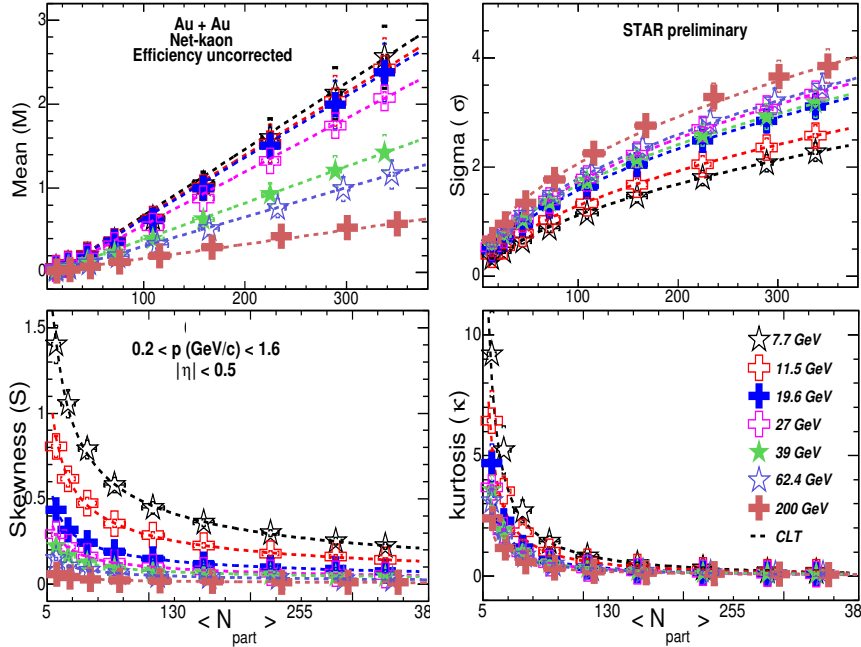 Au + Au
Net-kaon
Efficiency uncorrected
Mean (M)
3
2
1
0
100 200 300
STAR preliminary
Sigma ( σ)
4
2
0
100 200 300
0.2 < p (GeV/c) < 1.6
|η| < 0.5
Skewness (S)
1.5
1
0.5
0
5 130 255 38
< N part >
kurtosis ( κ)
10
5
0
5 130 255 38
< N part >
7.7 GeV
11.5 GeV
19.6 GeV
27 GeV
39 GeV
62.4 GeV
200 GeV
CLT